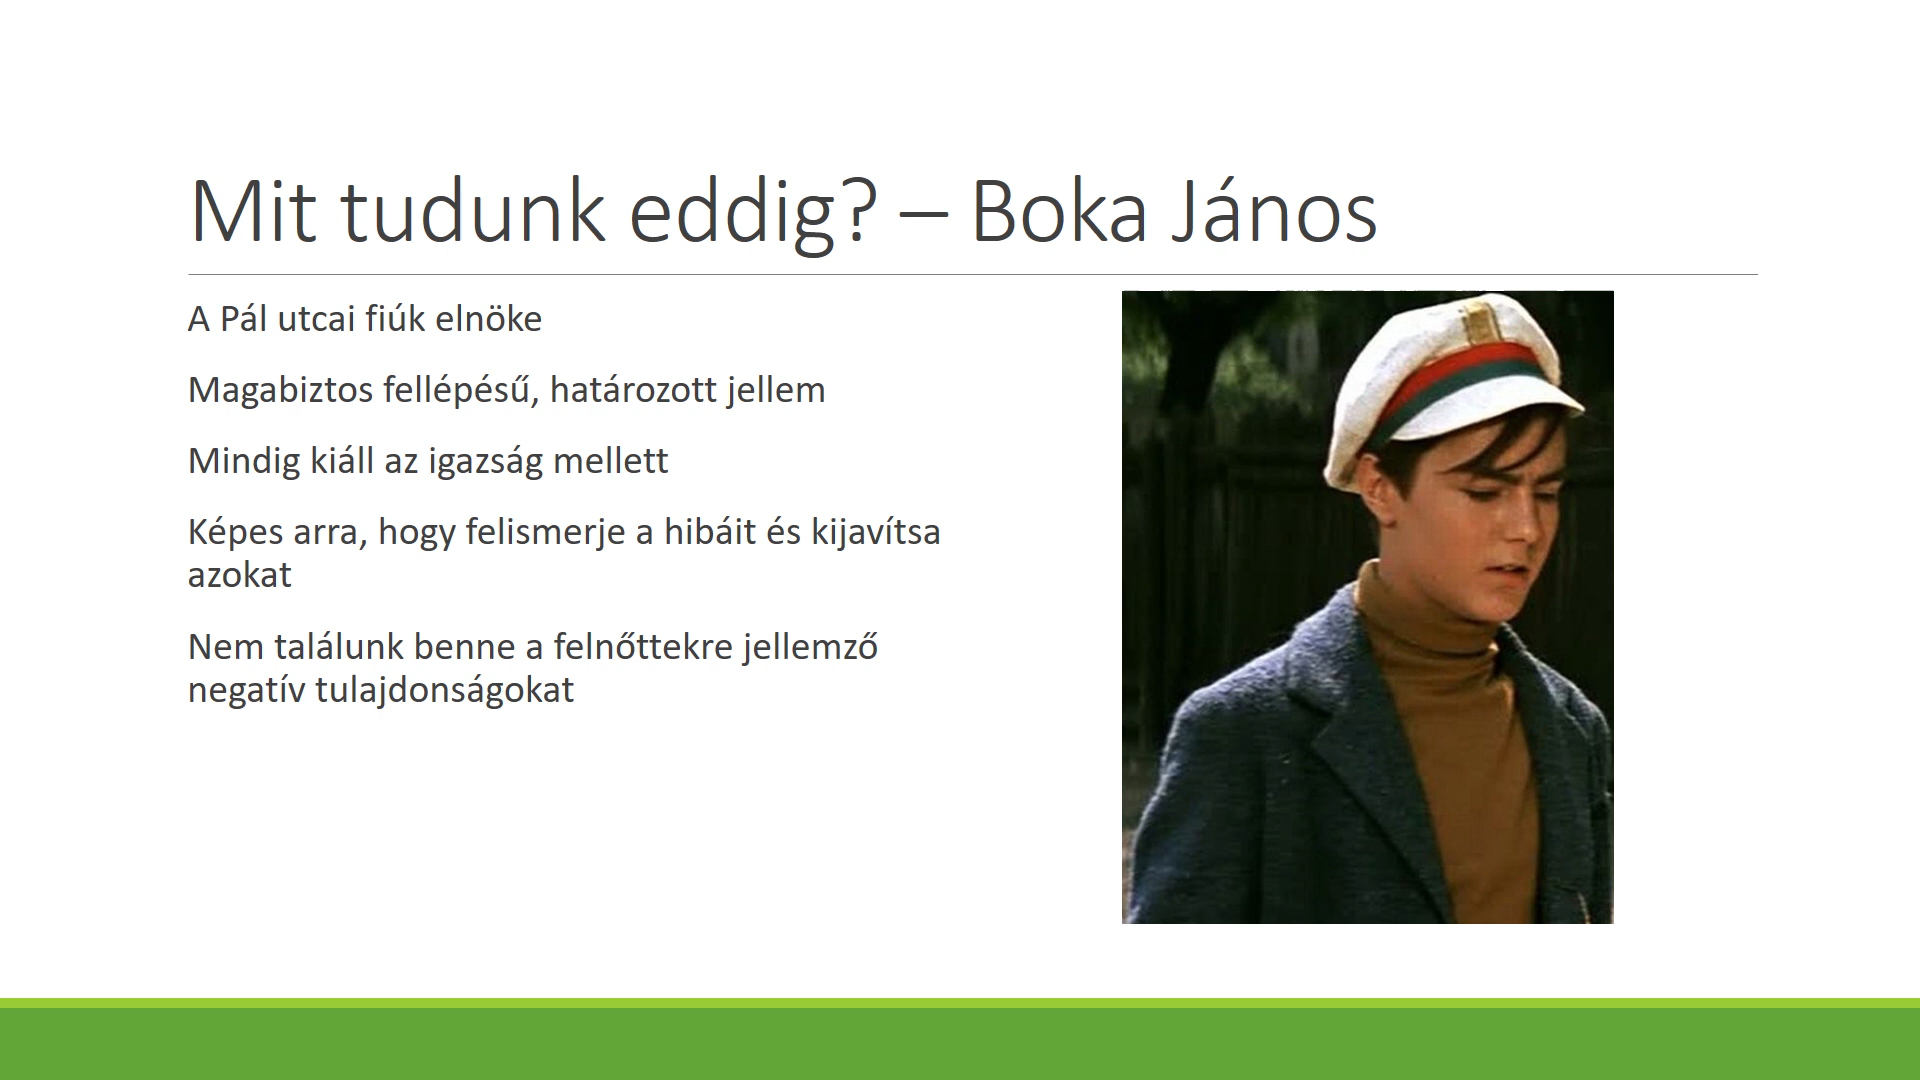 Mit tudunk eddig? – Boka János
A Pál utcai fiúk elnöke
Magabiztos fellépésű, határozott jellem
Mindig kiáll az igazság mellett
Képes arra, hogy felismerje a hibáit és kijavítsa
azokat
Nem találunk benne a felnőttekre jellemző
negatív tulajdonságokat